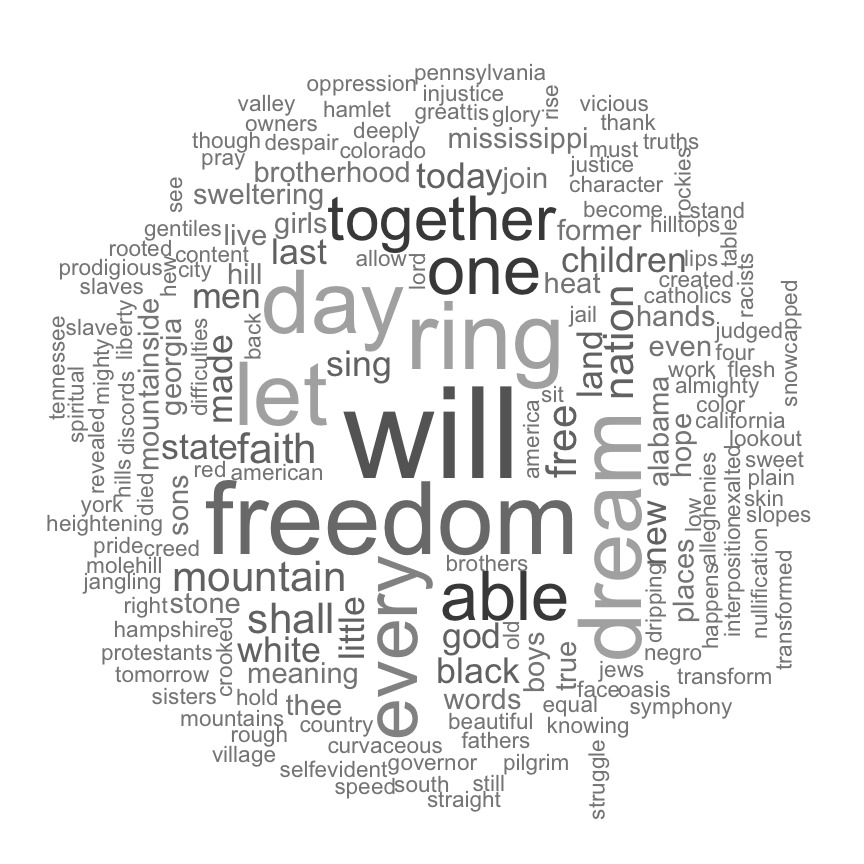 pennsylvania
oppression
injustice
valley
hamlet
greattis
glory
rise
vicious
owners
deeply
thank
though
despair
colorado
mississippi
must
truths
pray
brotherhood
today
join
justice
character
rockies
see
sweltering
together
become
stand
gentiles
live
girls
former
hilltops
table
rooted
content
last
allow
lord
one
children
lips
prodigious
city
hew
hill
heat
created
racists
slaves
men
day
ring
jail
nation
catholics
snowcapped
tennessee
slave
liberty
mountainside
georgia
difficulties
made
back
hands
judged
mighty
sing
land
even
four
spiritual
let
will
sit
work
flesh
almighty
revealed
discords
america
free
dream
alabama
hope
color
california
state
faith
lookout
hills
died
red
american
sweet
york
sons
freedom
new
low
alleghenies
exalted
plain
skin
slopes
heightening
pride
creed
brothers
places
interposition
nullification
molehill
jangling
mountain
every
able
dripping
happens
transformed
right
stone
shall
little
god
old
boys
true
hampshire
crooked
white
black
negro
protestants
tomorrow
meaning
words
jews
transform
sisters
hold
thee
face
oasis
equal
symphony
mountains
rough
country
beautiful
knowing
village
curvaceous
fathers
selfevident
governor
pilgrim
struggle
speed
south
still
straight